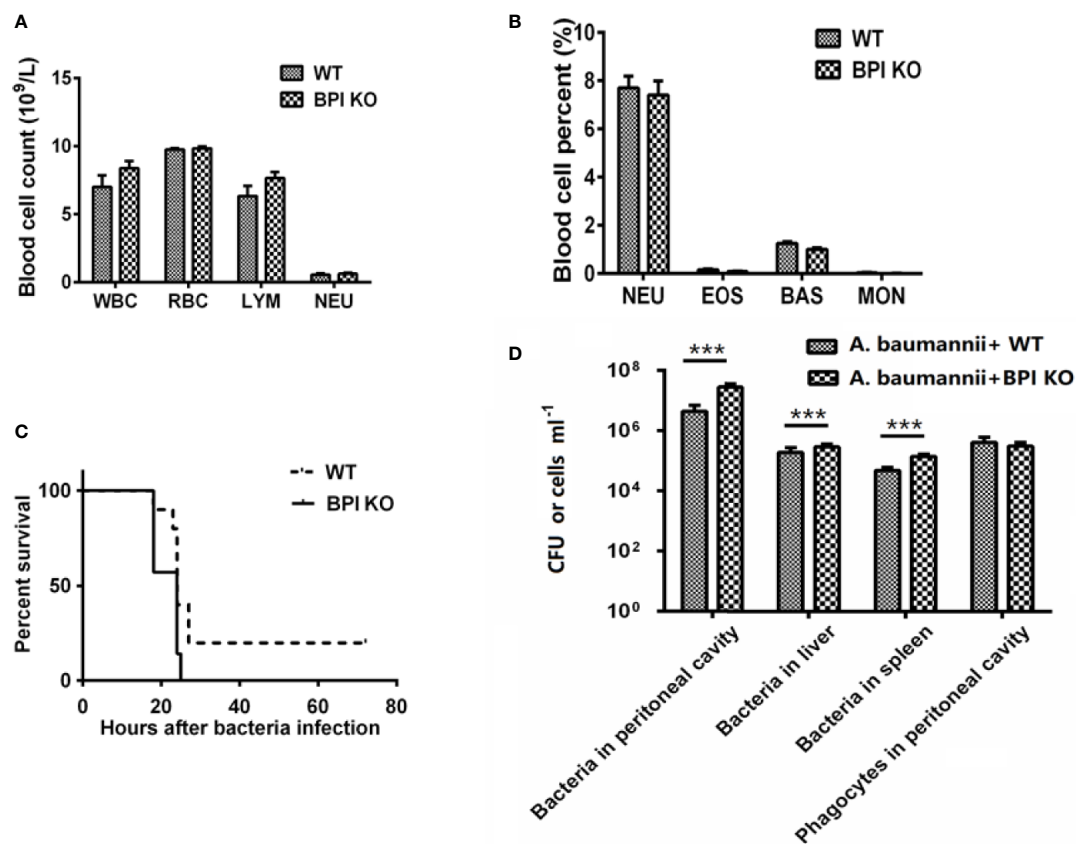 A
Blood cell count (10⁹/L)
WT
BPI KO
15
10
5
0
WBC RBC LYM NEU
B
Blood cell percent (%)
WT
BPI KO
10
8
6
4
2
0
NEU EOS BAS MON
C
Percent survival
WT
BPI KO
100
50
0
0 20 40 60 80
Hours after bacteria infection
D
A. baumannii+ WT
A. baumannii+BPI KO
CFU or cells ml⁻¹
10⁸
10⁶
10⁴
10²
10⁰
*** *** ***
Bacteria in peritoneal cavity
Bacteria in liver
Bacteria in spleen
Phagocytes in peritoneal cavity